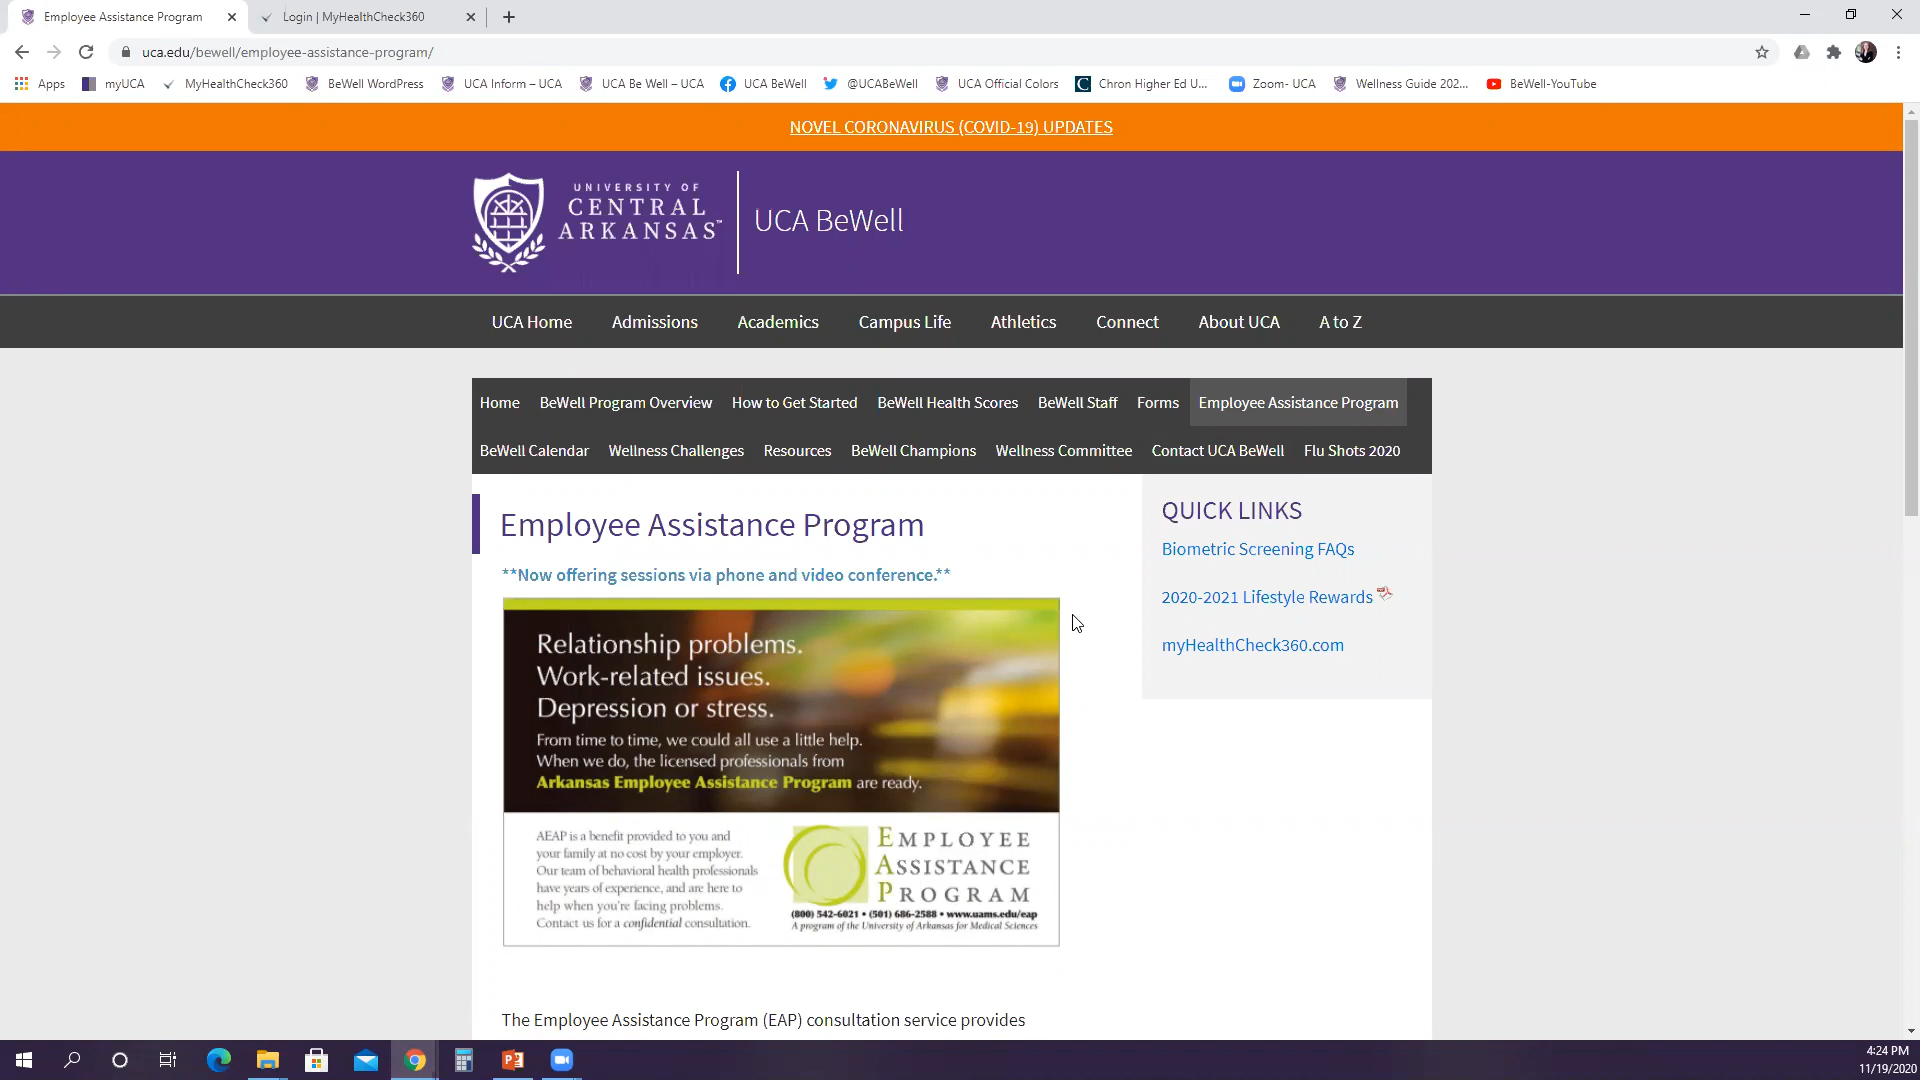 Employee Assistance Program
Login | MyHealthCheck360
uca.edu/bewell/employee-assistance-program/
Apps
myUCA
MyHealthCheck360
BeWell WordPress
UCA Inform – UCA
UCA Be Well – UCA
UCA BeWell
@UCABeWell
UCA Official Colors
Chron Higher Ed U...
Zoom- UCA
Wellness Guide 202...
BeWell-YouTube
NOVEL CORONAVIRUS (COVID-19) UPDATES
UNIVERSITY OF
CENTRAL
ARKANSAS™
UCA BeWell
UCA Home
Admissions
Academics
Campus Life
Athletics
Connect
About UCA
A to Z
Home
BeWell Program Overview
How to Get Started
BeWell Health Scores
BeWell Staff
Forms
Employee Assistance Program
BeWell Calendar
Wellness Challenges
Resources
BeWell Champions
Wellness Committee
Contact UCA BeWell
Flu Shots 2020
Employee Assistance Program
**Now offering sessions via phone and video conference.**
Relationship problems.
Work-related issues.
Depression or stress.
From time to time, we could all use a little help.
When we do, the licensed professionals from
Arkansas Employee Assistance Program are ready.
AEAP is a benefit provided to you and
your family at no cost by your employer.
Our team of behavioral health professionals
have years of experience, and are here to
help when you're facing problems.
Contact us for a confidential consultation.
EMPLOYEE
ASSISTANCE
PROGRAM
(800) 542-6021 • (501) 686-2588 • www.uams.edu/eap
A program of the University of Arkansas for Medical Sciences
The Employee Assistance Program (EAP) consultation service provides
QUICK LINKS
Biometric Screening FAQs
2020-2021 Lifestyle Rewards
myHealthCheck360.com
4:24 PM
11/19/2020